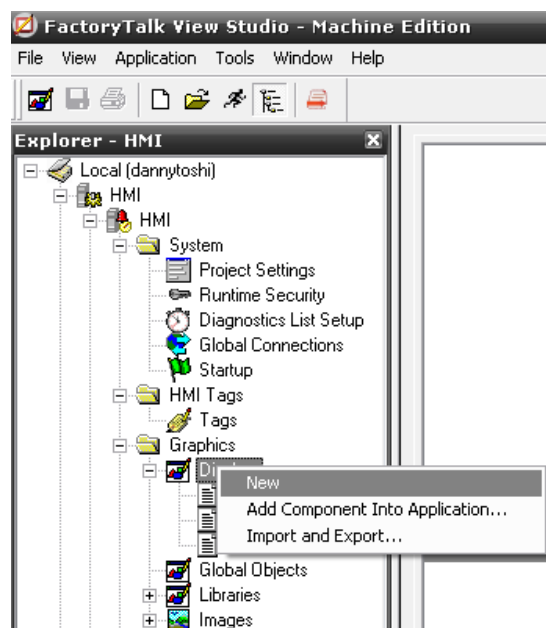 FactoryTalk View Studio - Machine Edition
File View Application Tools Window Help
Explorer - HMI
Local (dannytoshi)
HMI
HMI
System
Project Settings
Runtime Security
Diagnostics List Setup
Global Connections
Startup
HMI Tags
Tags
Graphics
New
Add Component Into Application...
Import and Export...
Global Objects
Libraries
Images